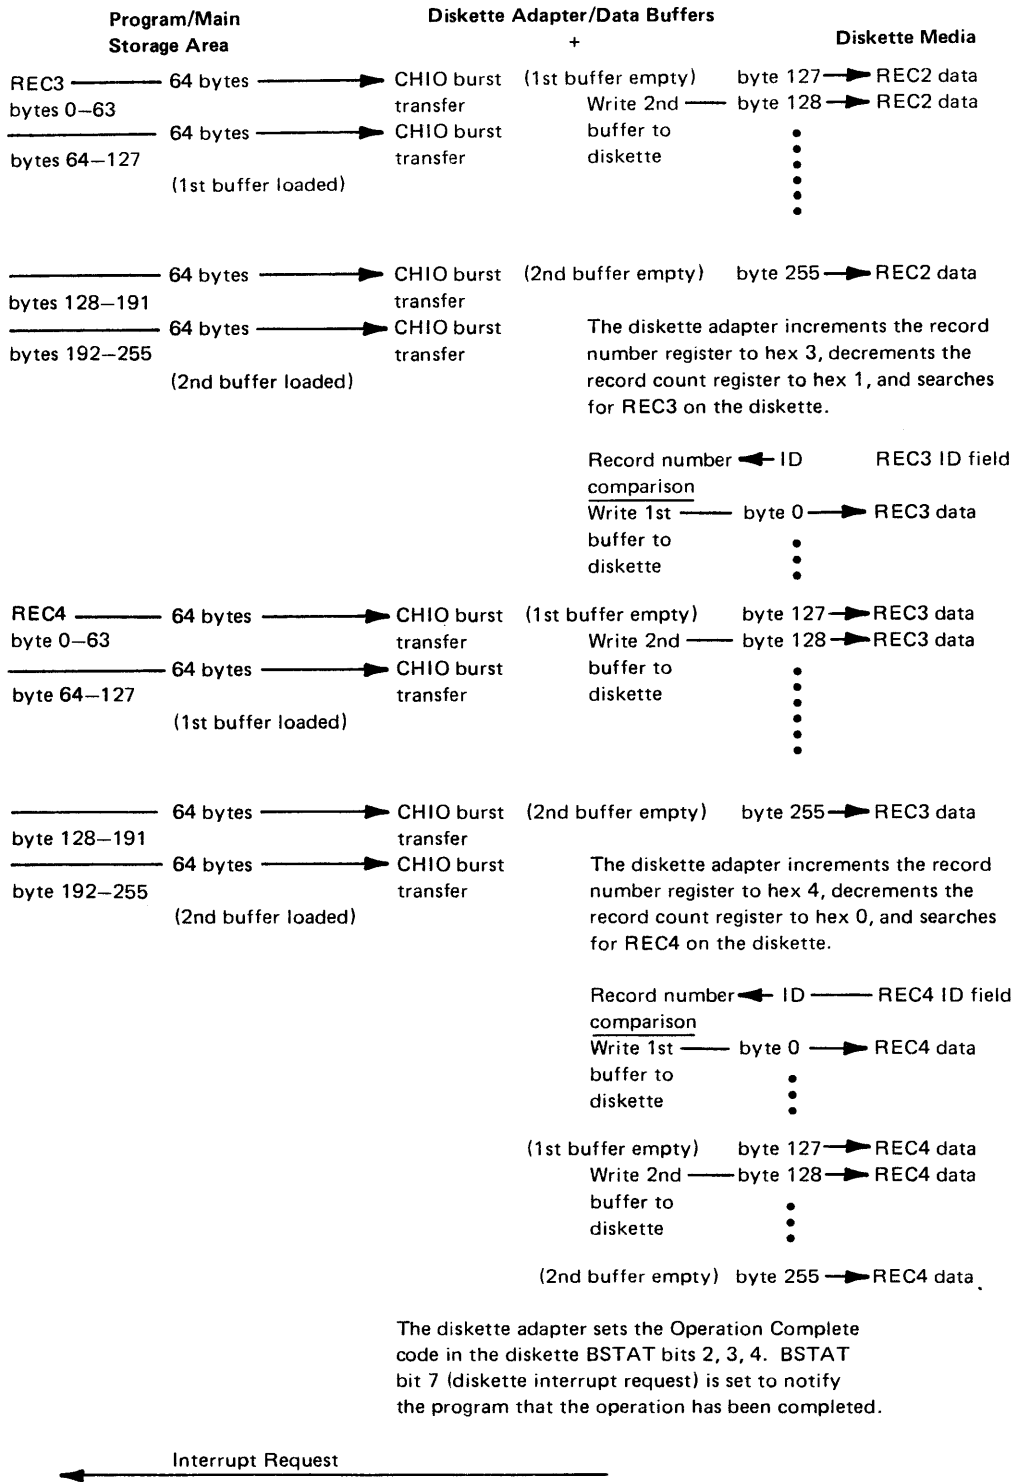 Program/Main Diskette Adapter/Data Buffers
Storage Area + Diskette Media
REC3 64 bytes CHIO burst (1st buffer empty) byte 127 REC2 data
bytes 0–63 transfer Write 2nd byte 128 REC2 data
64 bytes CHIO burst buffer to
bytes 64–127 transfer diskette
(1st buffer loaded)
64 bytes CHIO burst (2nd buffer empty) byte 255 REC2 data
bytes 128–191 transfer
64 bytes CHIO burst The diskette adapter increments the record
bytes 192–255 transfer number register to hex 3, decrements the
(2nd buffer loaded) record count register to hex 1, and searches
for REC3 on the diskette.
Record number ID REC3 ID field
comparison
Write 1st byte 0 REC3 data
buffer to
diskette
REC4 64 bytes CHIO burst (1st buffer empty) byte 127 REC3 data
byte 0–63 transfer Write 2nd byte 128 REC3 data
64 bytes CHIO burst buffer to
byte 64–127 transfer diskette
(1st buffer loaded)
64 bytes CHIO burst (2nd buffer empty) byte 255 REC3 data
byte 128–191 transfer
64 bytes CHIO burst The diskette adapter increments the record
byte 192–255 transfer number register to hex 4, decrements the
(2nd buffer loaded) record count register to hex 0, and searches
for REC4 on the diskette.
Record number ID REC4 ID field
comparison
Write 1st byte 0 REC4 data
buffer to
diskette
(1st buffer empty) byte 127 REC4 data
Write 2nd byte 128 REC4 data
buffer to
diskette
(2nd buffer empty) byte 255 REC4 data
The diskette adapter sets the Operation Complete
code in the diskette BSTAT bits 2, 3, 4. BSTAT
bit 7 (diskette interrupt request) is set to notify
the program that the operation has been completed.
Interrupt Request